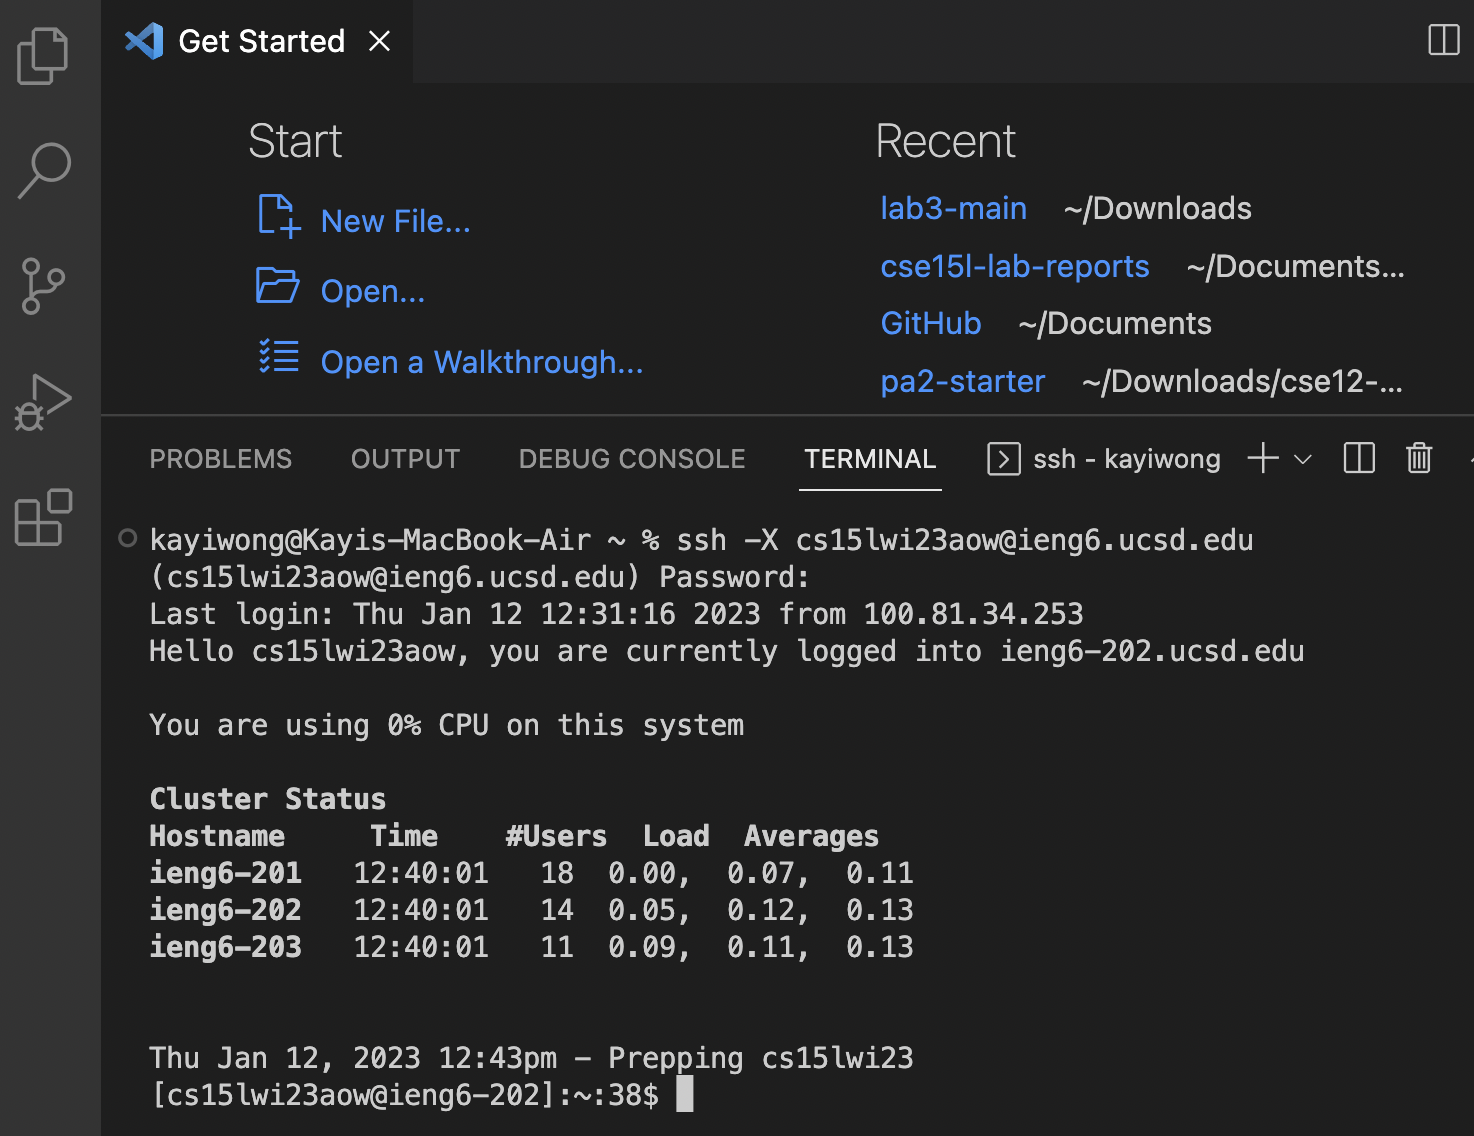 Get Started
Start
New File...
Open...
Open a Walkthrough...
Recent
lab3-main ~/Downloads
cse15l-lab-reports ~/Documents...
GitHub ~/Documents
pa2-starter ~/Downloads/cse12-...
PROBLEMS OUTPUT DEBUG CONSOLE TERMINAL ssh - kayiwong
kayiwong@Kayis-MacBook-Air ~ % ssh -X cs15lwi23aow@ieng6.ucsd.edu
(cs15lwi23aow@ieng6.ucsd.edu) Password:
Last login: Thu Jan 12 12:31:16 2023 from 100.81.34.253
Hello cs15lwi23aow, you are currently logged into ieng6-202.ucsd.edu
You are using 0% CPU on this system
Cluster Status
Hostname Time #Users Load Averages
ieng6-201 12:40:01 18 0.00, 0.07, 0.11
ieng6-202 12:40:01 14 0.05, 0.12, 0.13
ieng6-203 12:40:01 11 0.09, 0.11, 0.13
Thu Jan 12, 2023 12:43pm - Prepping cs15lwi23
[cs15lwi23aow@ieng6-202]:~:38$